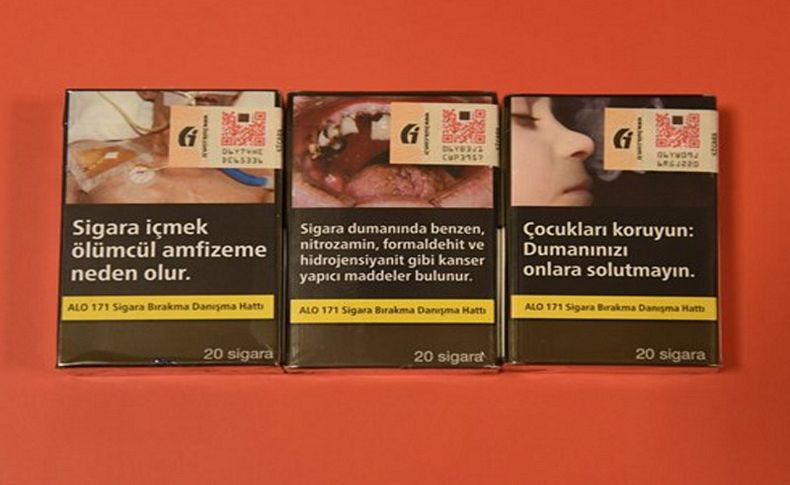 Sigara içmek
ölümcül amfizeme
neden olur.
ALO 171 Sigara Bırakma Danışma Hattı
20 sigara
Sigara dumanında benzen,
nitrozamin, formaldehit ve
hidrojensiyanit gibi kanser
yapıcı maddeler bulunur.
ALO 171 Sigara Bırakma Danışma Hattı
20 sigara
Çocukları koruyun:
Dumanınızı
onlara solutmayın.
ALO 171 Sigara Bırakma Danışma Hattı
20 sigara